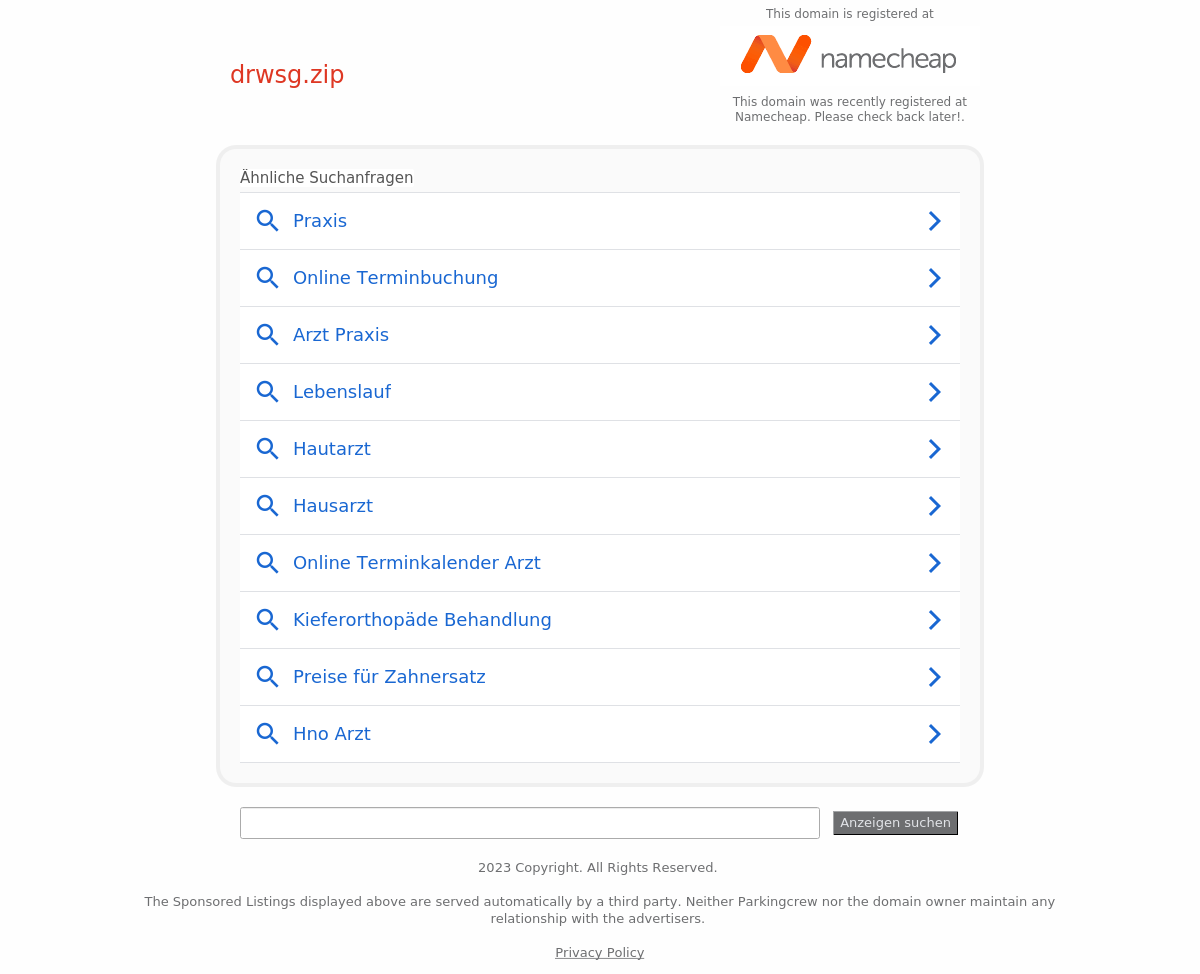 This domain is registered at
namecheap
drwsg.zip
This domain was recently registered at
Namecheap. Please check back later!.
Ähnliche Suchanfragen
Praxis
Online Terminbuchung
Arzt Praxis
Lebenslauf
Hautarzt
Hausarzt
Online Terminkalender Arzt
Kieferorthopäde Behandlung
Preise für Zahnersatz
Hno Arzt
Anzeigen suchen
2023 Copyright. All Rights Reserved.
The Sponsored Listings displayed above are served automatically by a third party. Neither Parkingcrew nor the domain owner maintain any
relationship with the advertisers.
Privacy Policy